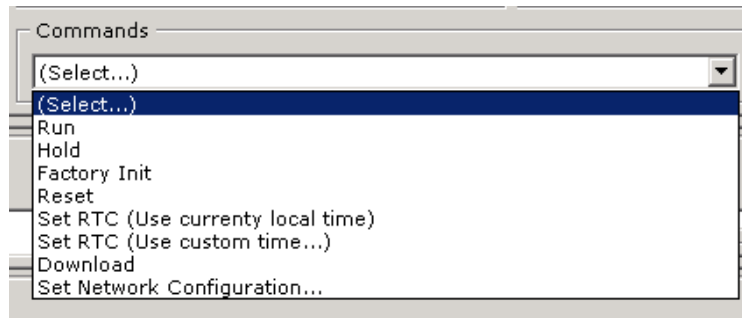 Commands
(Select...)
(Select...)
Run
Hold
Factory Init
Reset
Set RTC (Use currenty local time)
Set RTC (Use custom time...)
Download
Set Network Configuration...